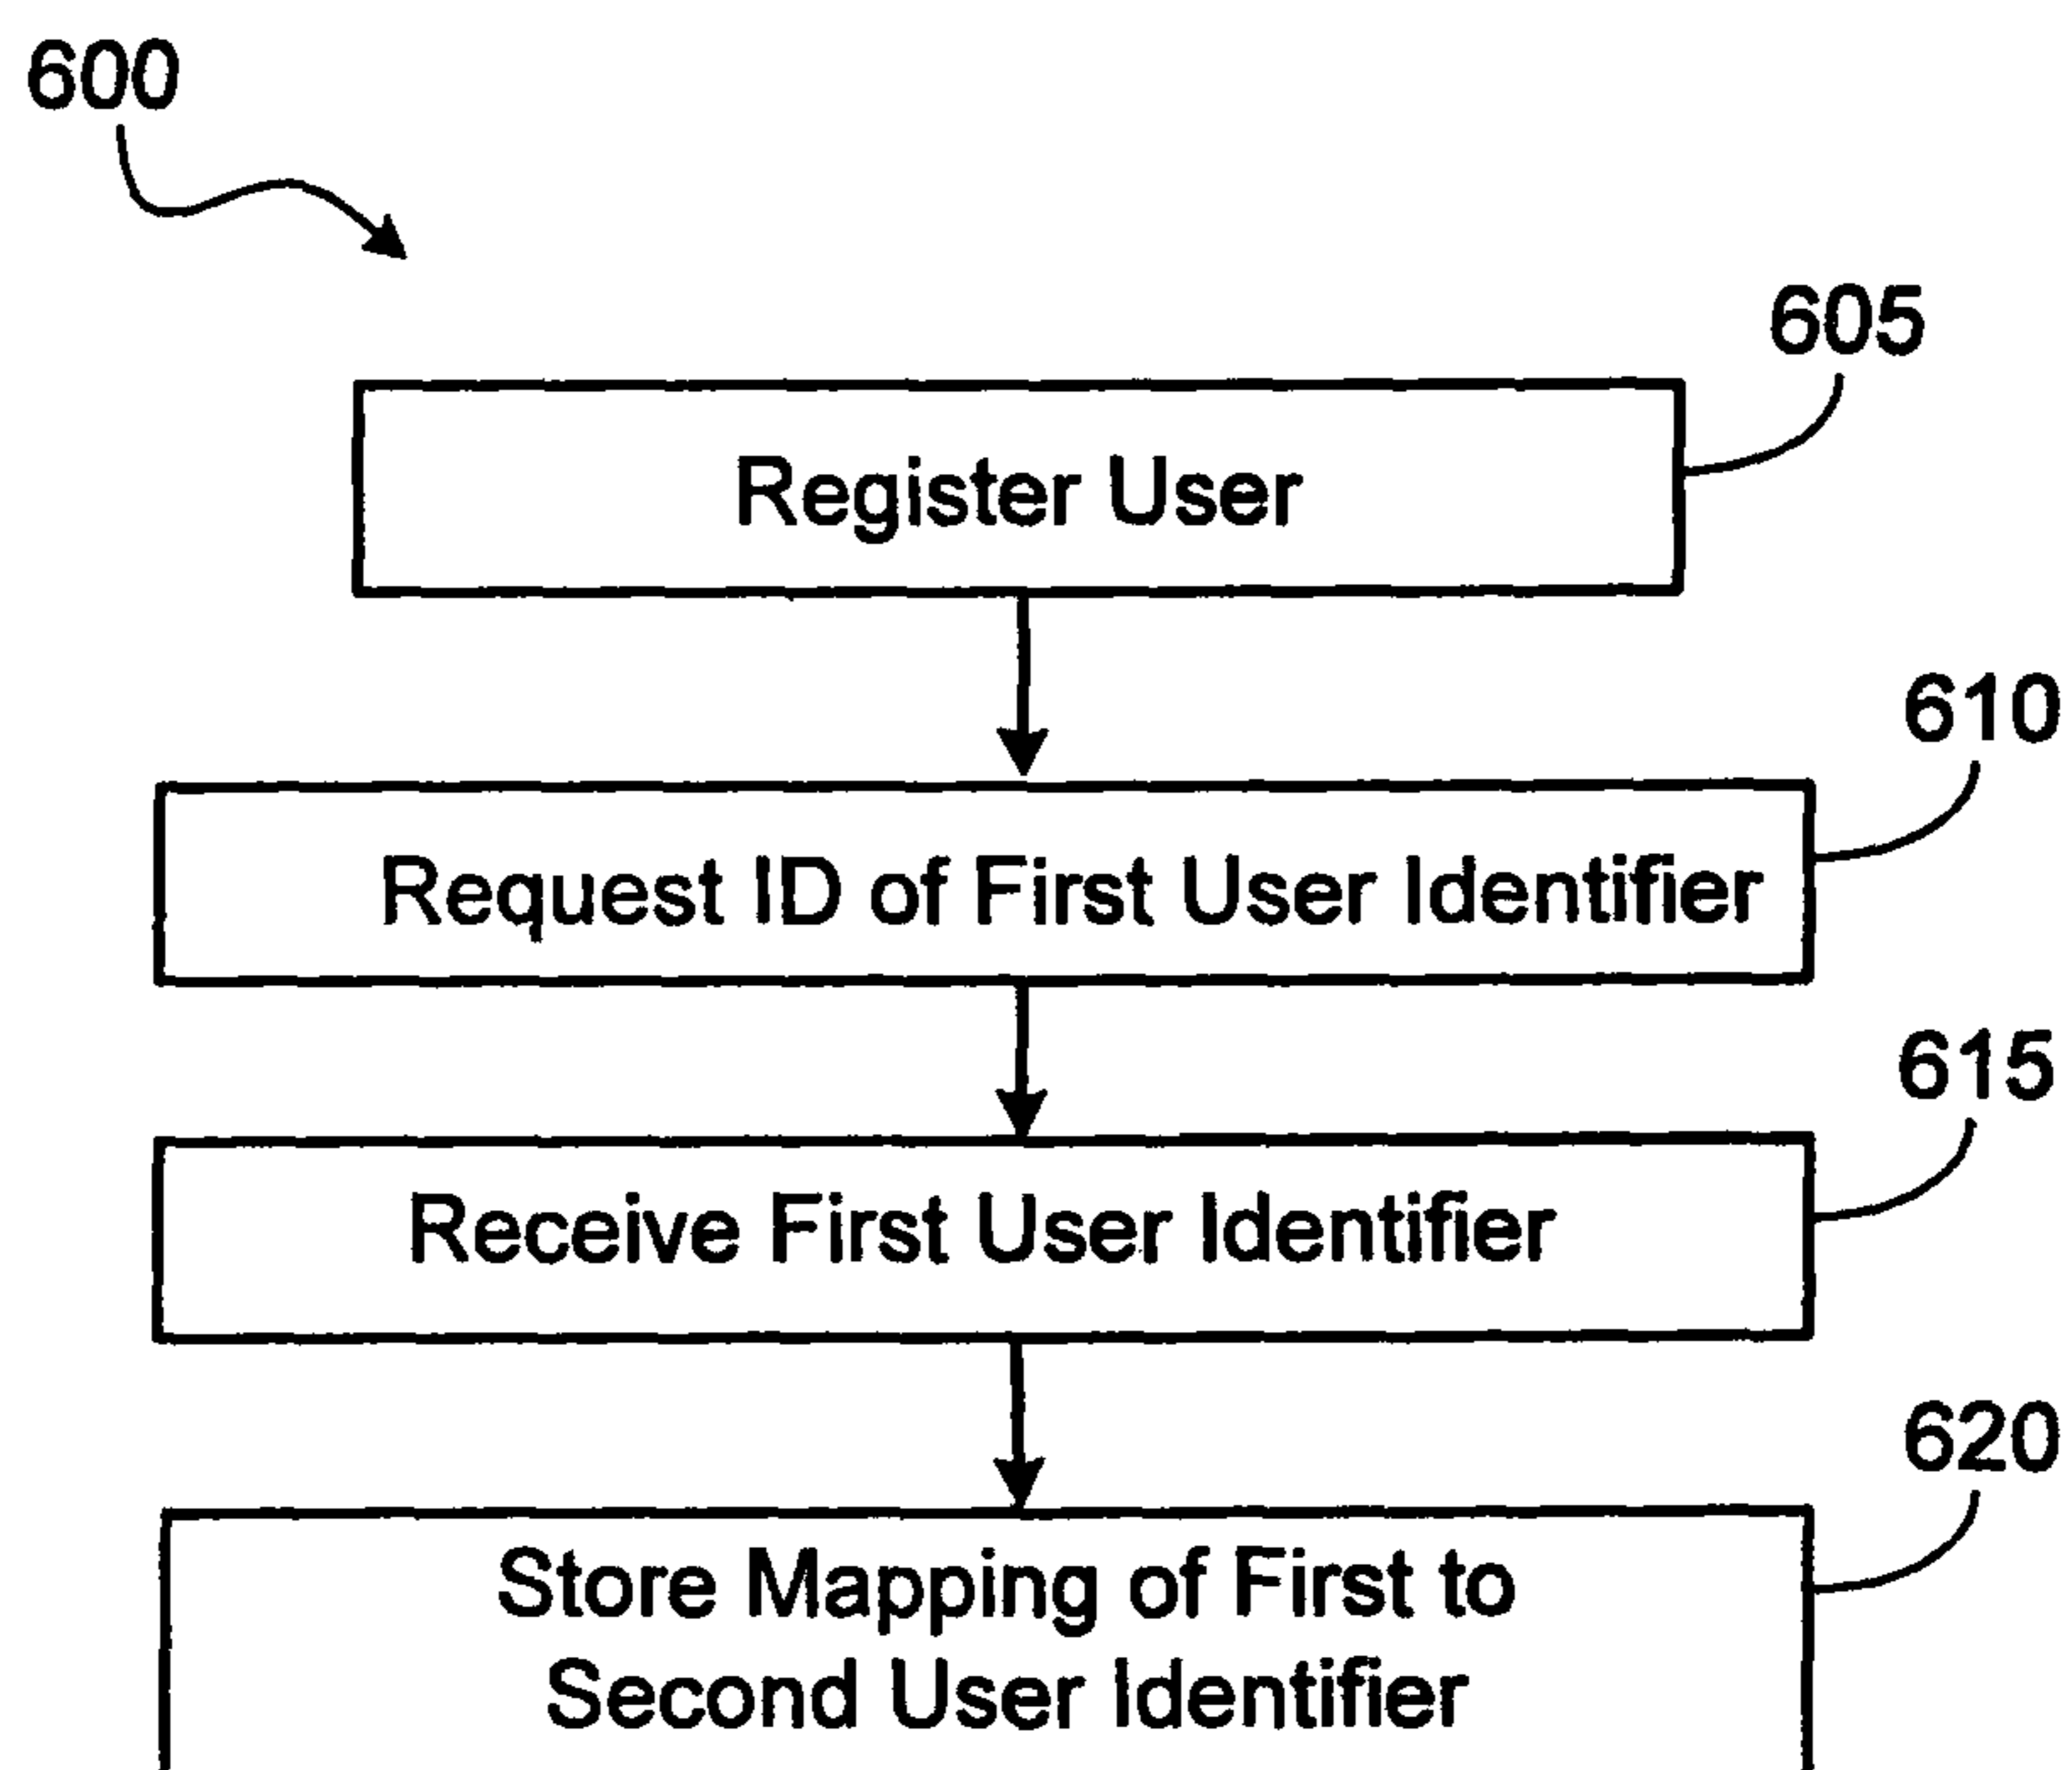 600
605
Register User
610
Request ID of First User Identifier
615
Receive First User Identifier
620
Store Mapping of First to
Second User Identifier